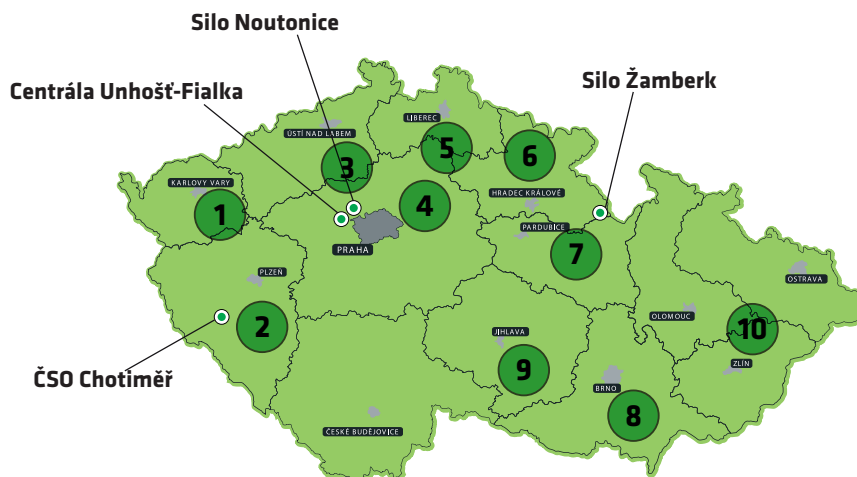 Silo Noutonice
Centrála Unhošť-Fialka
Silo Žamberk
LIBEREC
ÚSTÍ NAD LABEM
5
6
3
KARLOVY VARY
HRADEC KRÁLOVÉ
4
1
PARDUBICE
PRAHA
7
PLZEŇ
OSTRAVA
OLOMOUC
2
10
JIHLAVA
ZLÍN
9
ČSO Chotiměř
BRNO
8
ČESKÉ BUDĚJOVICE